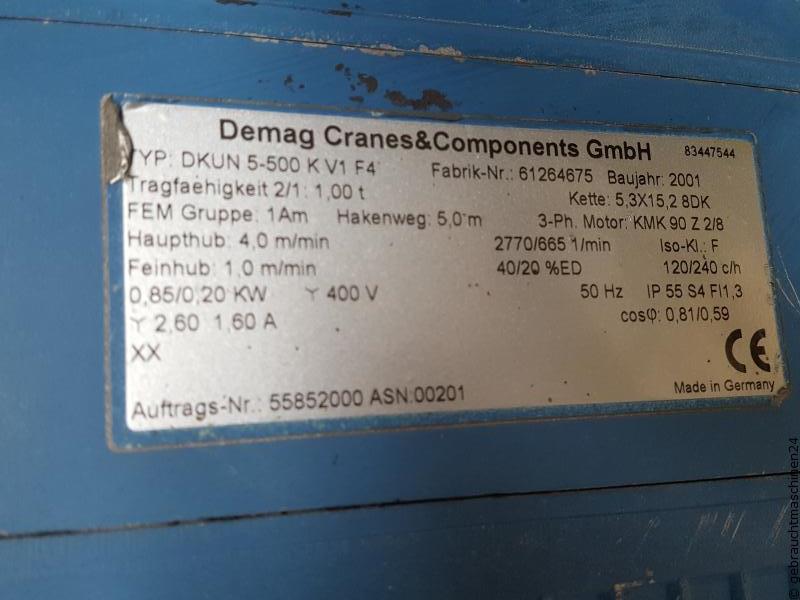 Demag Cranes&Components GmbH 83447544
TYP: DKUN 5-500 K V1 F4 Fabrik-Nr.: 61264675 Baujahr: 2001
Tragfaehigkeit 2/1: 1,00 t Kette: 5,3X15,2 8DK
FEM Gruppe: 1Am Hakenweg: 5,0 m 3-Ph. Motor: KMK 90 Z 2/8
Haupthub: 4,0 m/min 2770/665 1/min Iso-Kl.: F
Feinhub: 1,0 m/min 40/20 %ED 120/240 c/h
0,85/0,20 KW Y 400 V 50 Hz IP 55 S4 FI1,3
Y 2,60 1,60 A cosφ: 0,81/0,59
XX
CE
Made in Germany
Auftrags-Nr.: 55852000 ASN:00201
© gebrauchtmaschinen24